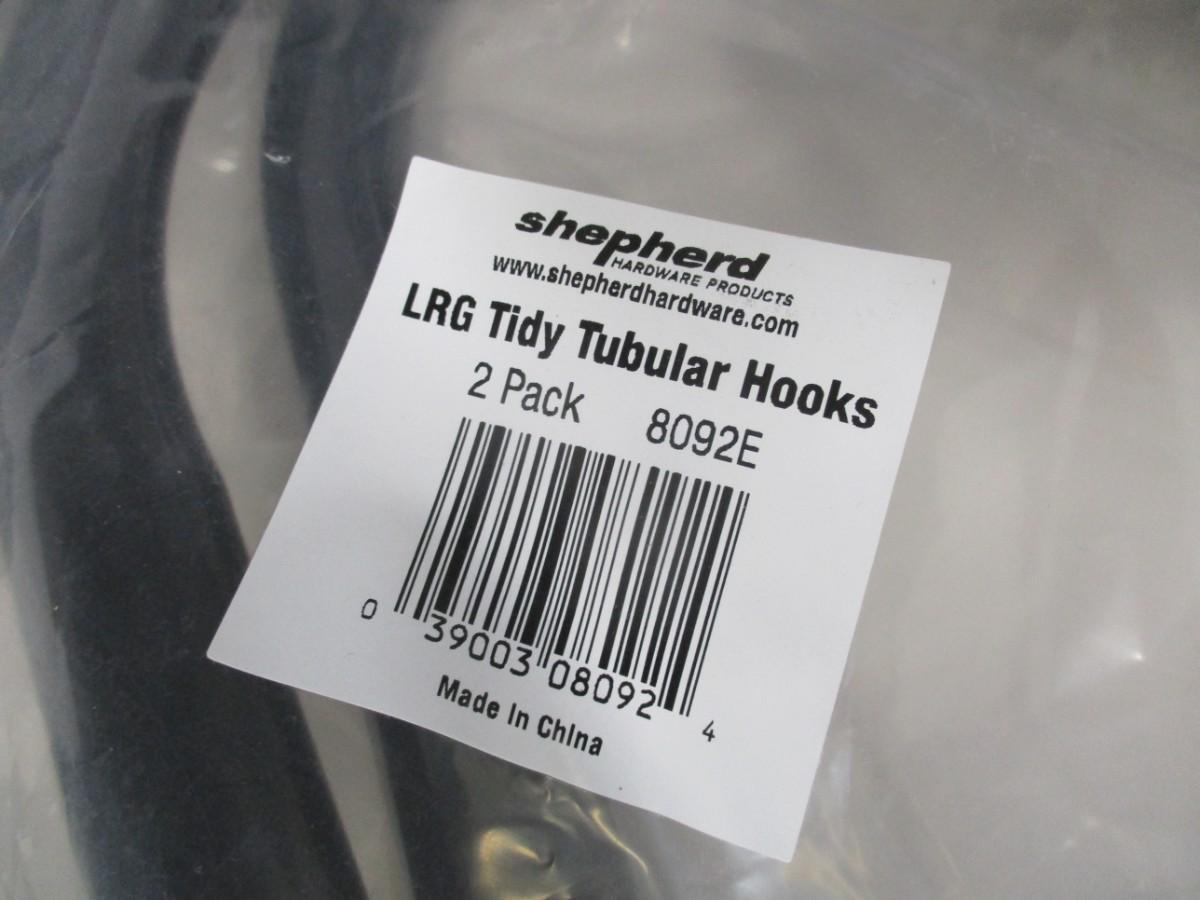 shepherd
HARDWARE PRODUCTS
www.shepherdhardware.com
LRG Tidy Tubular Hooks
2 Pack 8092E
0 39003 08092 4
Made in China